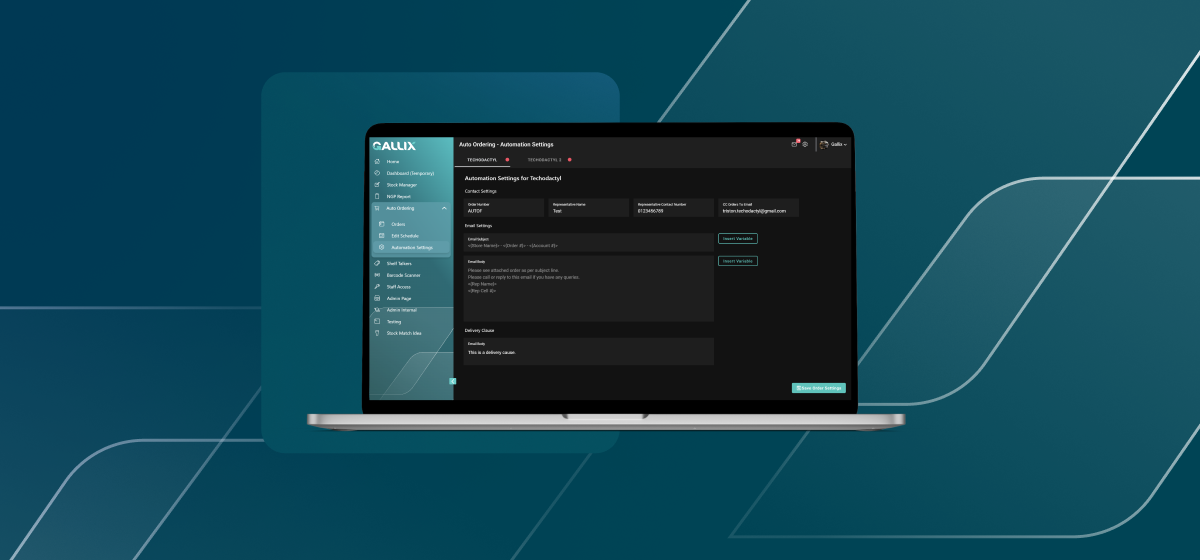 GALLIX
Auto Ordering - Automation Settings
Gallix
Home
Dashboard (Temporary)
Stock Manager
NGP Report
Auto Ordering
Orders
Edit Schedule
Automation Settings
Shelf Talkers
Barcode Scanner
Staff Access
Admin Page
Admin Internal
Testing
Stock Match Idea
TECHODACTYL
TECHODACTYL 2
Automation Settings for Techodactyl
Contact Settings
Order Number
AUTOF
Representative Name
Test
Representative Contact Number
0123456789
CC Orders To Email
triston.techodactyl@gmail.com
Email Settings
Email Subject
<{Store Name}> - <{Order #}> - <{Account #}>
Insert Variable
Email Body
Please see attached order as per subject line.
Please call or reply to this email if you have any queries.
<{Rep Name}>
<{Rep Cell #}>
Insert Variable
Delivery Clause
Email Body
This is a delivery cause
Save Order Settings